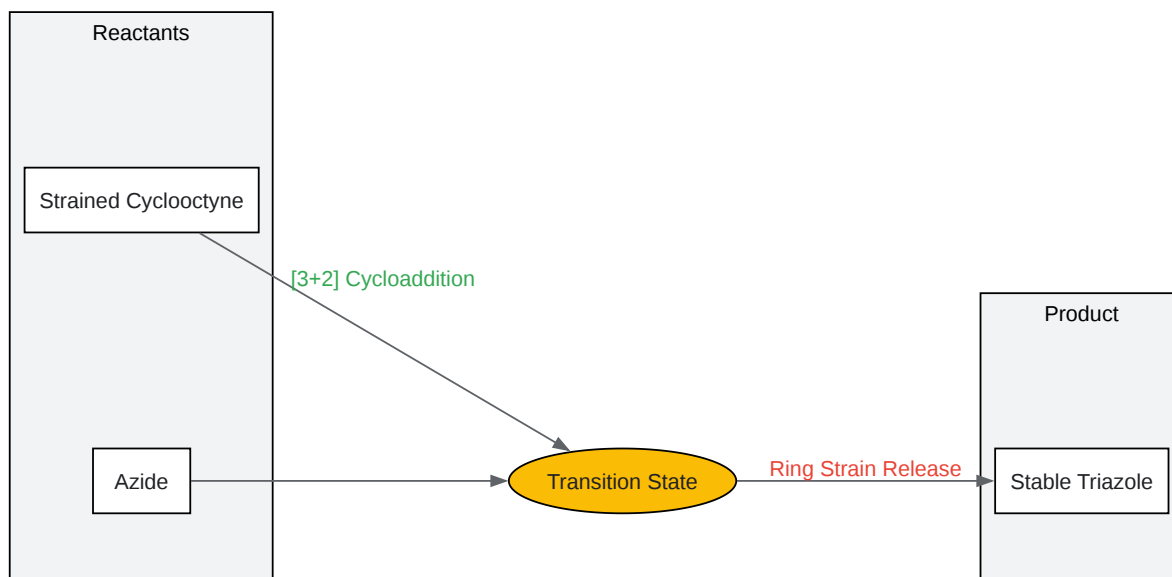 Reactants
Strained Cyclooctyne
[3+2] Cycloaddition
Product
Azide
Transition State
Ring Strain Release
Stable Triazole